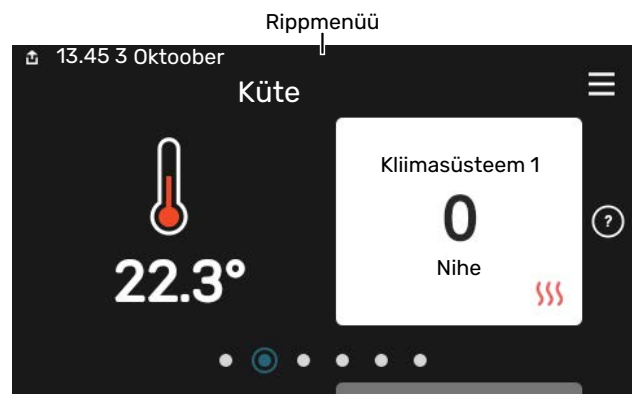 Rippmenüü
13.45 3 Oktoober
Küte
Kliimasüsteem 1
0
Nihe
22.3°
?